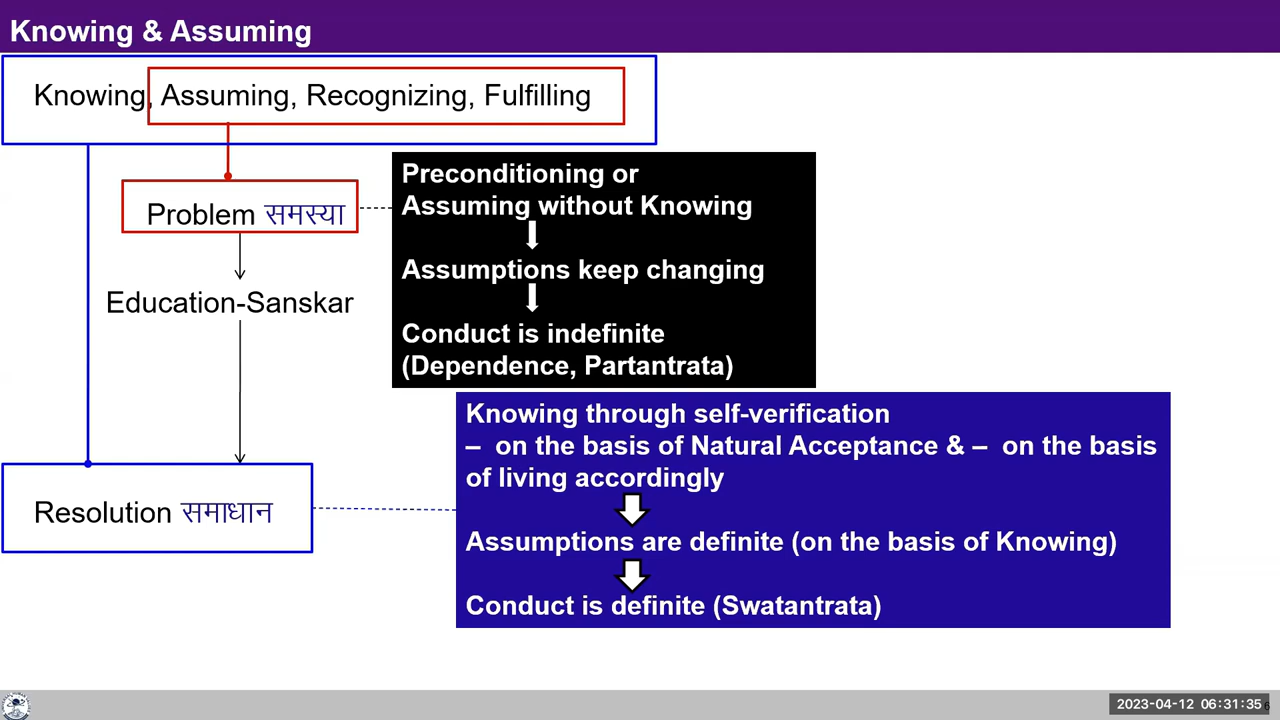 Knowing & Assuming
Knowing, Assuming, Recognizing, Fulfilling
Problem समस्या
Preconditioning or
Assuming without Knowing
Assumptions keep changing
Conduct is indefinite
(Dependence, Partantrata)
Education-Sanskar
Knowing through self-verification
– on the basis of Natural Acceptance & – on the basis
of living accordingly
Assumptions are definite (on the basis of Knowing)
Conduct is definite (Swatantrata)
Resolution समाधान
2023-04-12 06:31:35
6